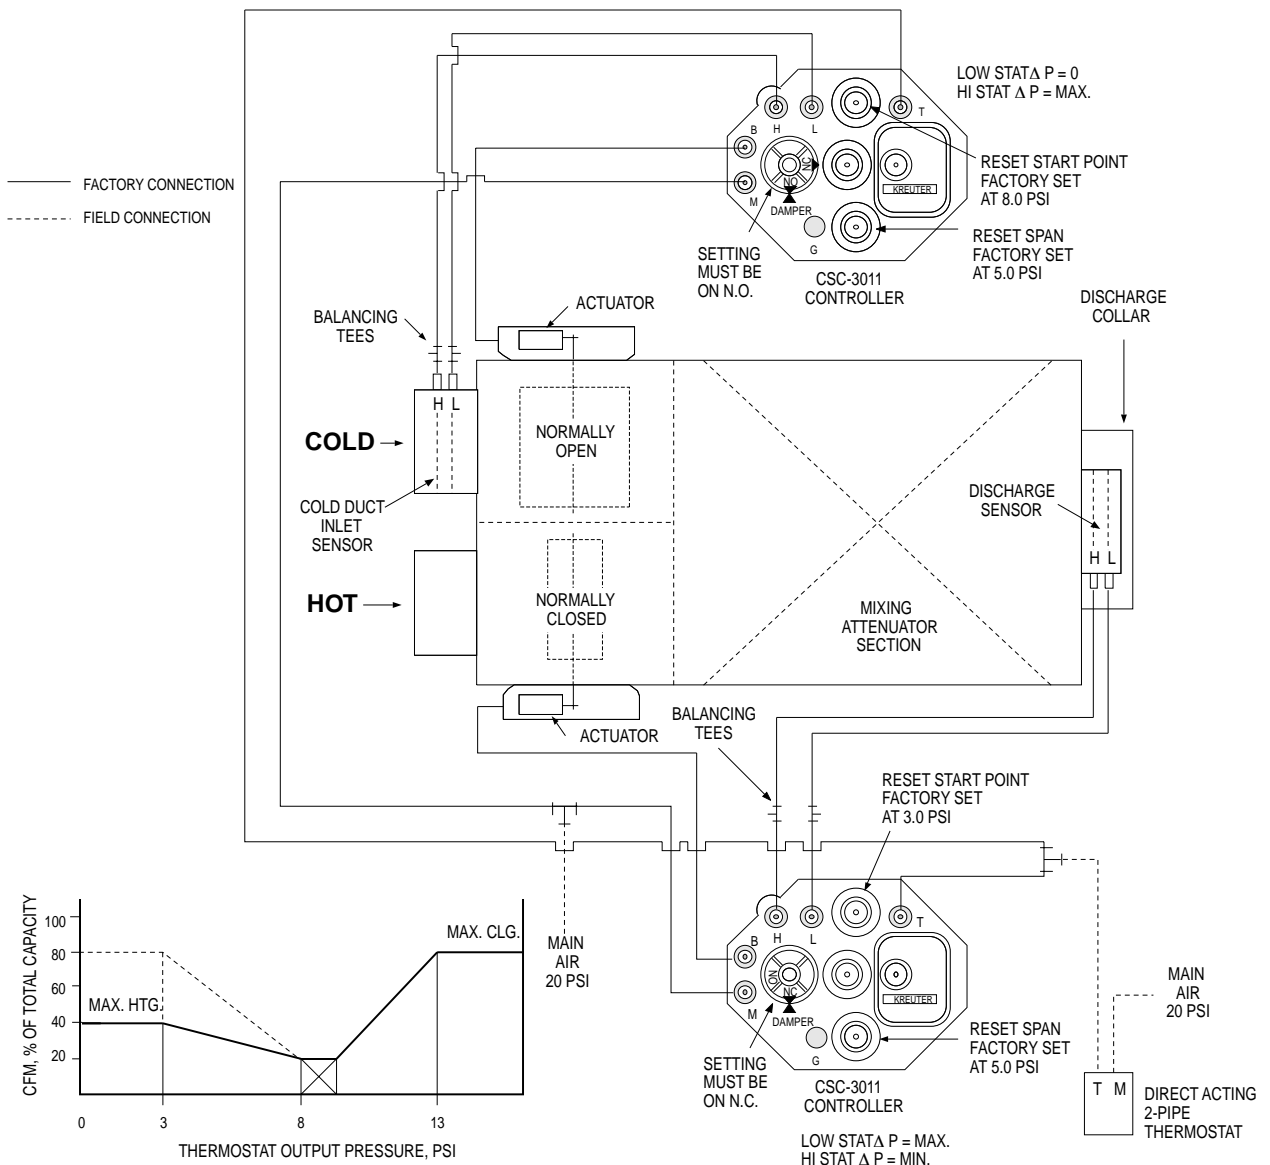 LOW STAT Δ P = 0
HI STAT Δ P = MAX.
T
B
H
L
NC
NO
M
DAMPER
G
KREUTER
RESET START POINT
FACTORY SET
AT 8.0 PSI
FACTORY CONNECTION
FIELD CONNECTION
SETTING
MUST BE
ON N.O.
RESET SPAN
FACTORY SET
AT 5.0 PSI
CSC-3011
CONTROLLER
DISCHARGE
COLLAR
ACTUATOR
BALANCING
TEES
H L
COLD
NORMALLY
OPEN
COLD DUCT
INLET
SENSOR
DISCHARGE
SENSOR
H L
HOT
NORMALLY
CLOSED
MIXING
ATTENUATOR
SECTION
ACTUATOR
BALANCING
TEES
RESET START POINT
FACTORY SET
AT 3.0 PSI
CFM, % OF TOTAL CAPACITY
100
80
60
40
20
MAX. HTG.
MAX. CLG.
0
3
8
13
THERMOSTAT OUTPUT PRESSURE, PSI
MAIN
AIR
20 PSI
B
H
L
T
NO
NC
M
DAMPER
G
KREUTER
SETTING
MUST BE
ON N.C.
RESET SPAN
FACTORY SET
AT 5.0 PSI
CSC-3011
CONTROLLER
LOW STAT Δ P = MAX.
HI STAT Δ P = MIN.
MAIN
AIR
20 PSI
T M
DIRECT ACTING
2-PIPE
THERMOSTAT